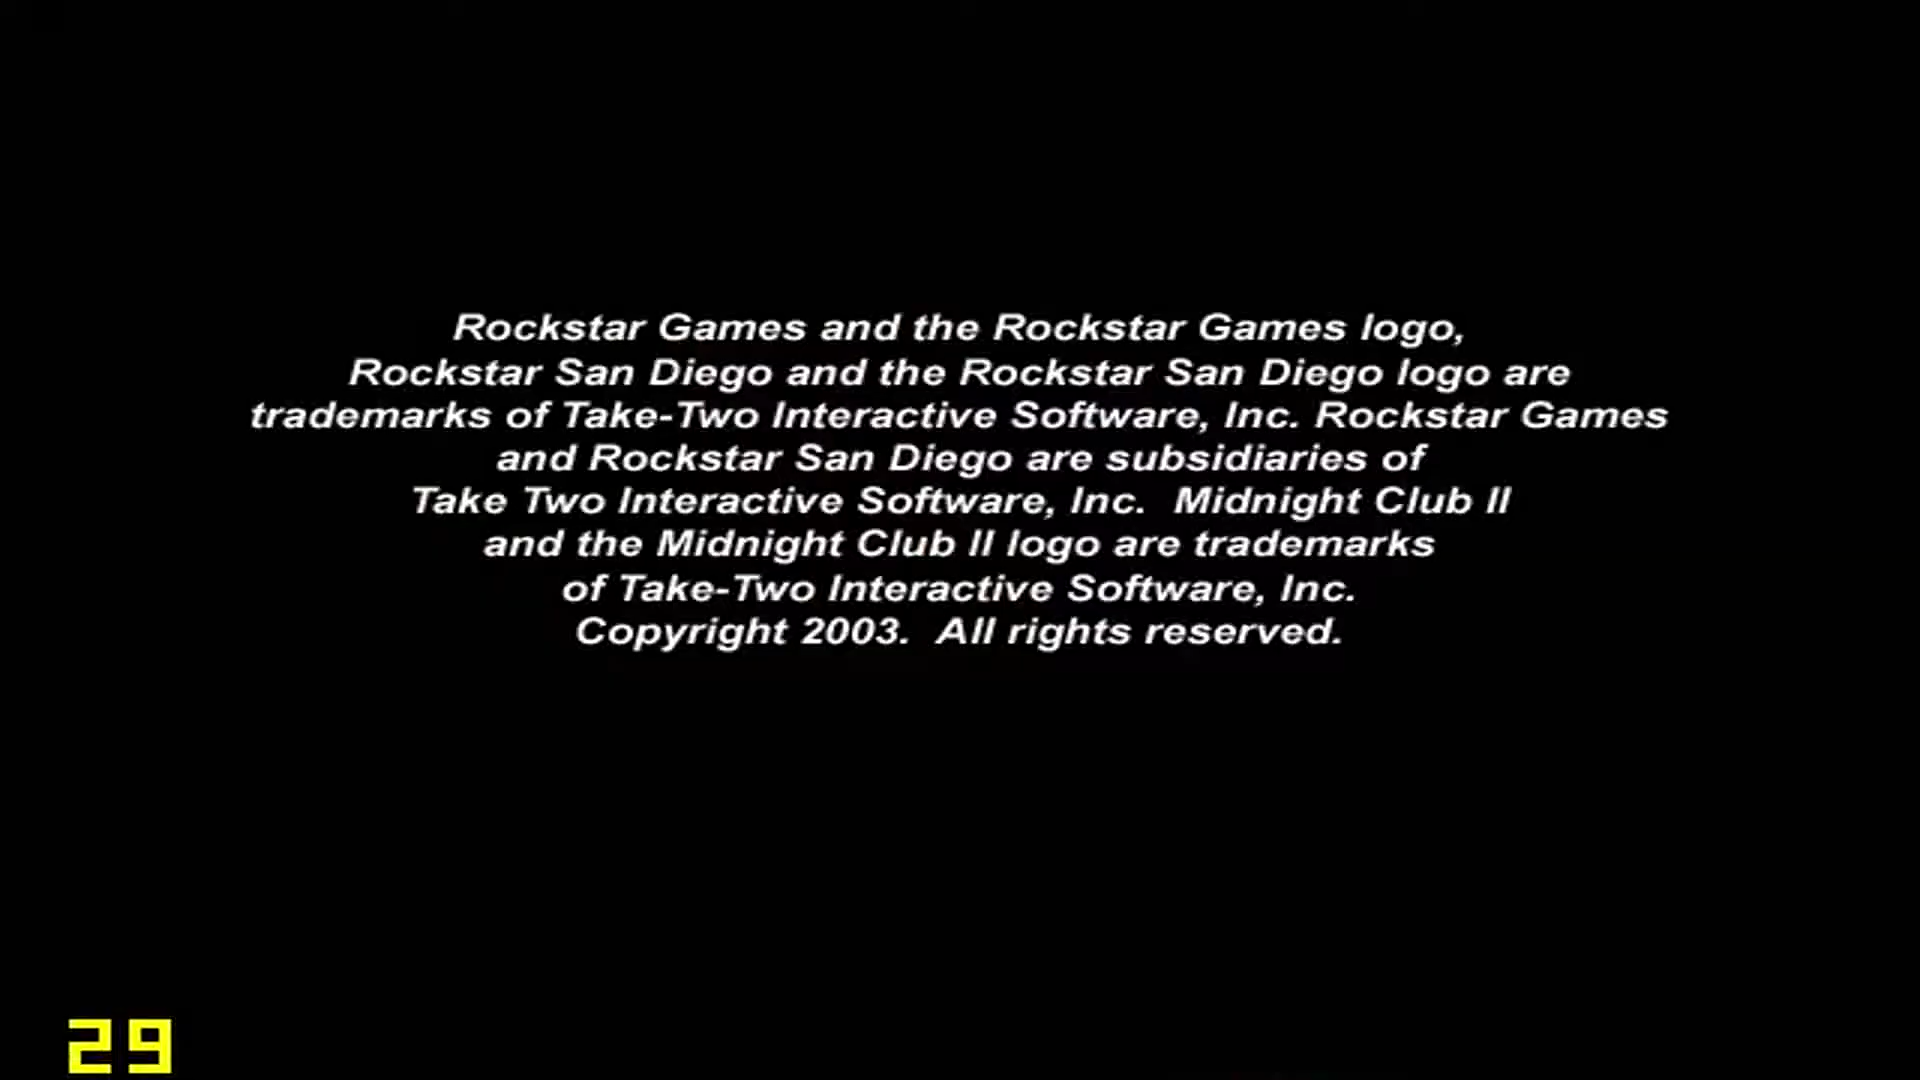 Rockstar Games and the Rockstar Games logo,
Rockstar San Diego and the Rockstar San Diego logo are
trademarks of Take-Two Interactive Software, Inc. Rockstar Games
and Rockstar San Diego are subsidiaries of
Take Two Interactive Software, Inc.  Midnight Club II
and the Midnight Club II logo are trademarks
of Take-Two Interactive Software, Inc.
Copyright 2003.  All rights reserved.
29